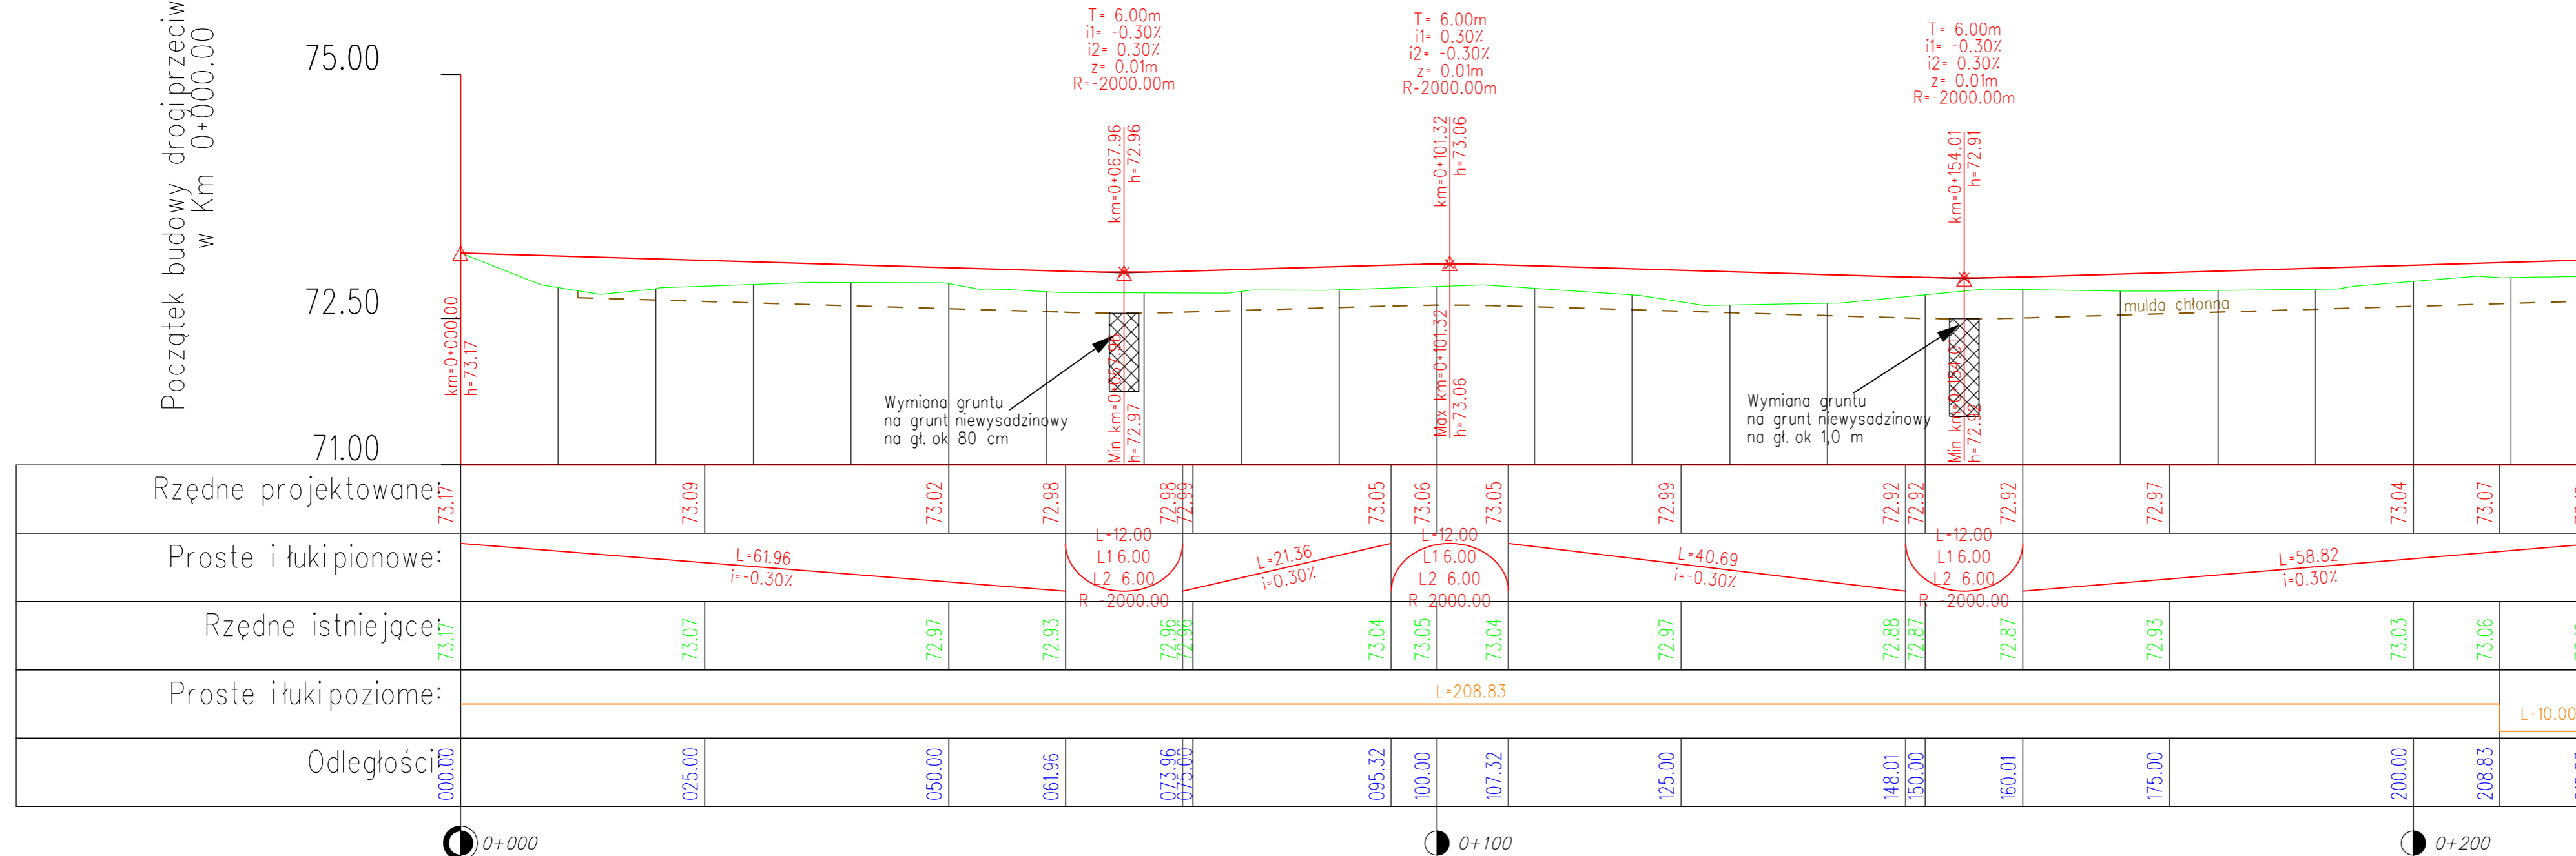 Początek budowy drogi przeciw
w Km 0+000.00
75.00
72.50
71.00
T= 6.00m
i1= -0.30%
i2= 0.30%
z= 0.01m
R=-2000.00m
T= 6.00m
i1= 0.30%
i2= -0.30%
z= 0.01m
R=2000.00m
T= 6.00m
i1= -0.30%
i2= 0.30%
z= 0.01m
R=-2000.00m
km=0+067.96
h=72.96
km=0+101.32
h=73.06
km=0+154.01
h=72.91
km=0+000.00
h=73.17
Min km=0+067.96
h=72.97
Max km=0+101.32
h=73.06
Min km=0+154.01
h=72.92
mulda chłonna
Wymiana gruntu
na grunt niewysadzinowy
na gł. ok 80 cm
Wymiana gruntu
na grunt niewysadzinowy
na gł. ok 1,0 m
Rzędne projektowane:
73.17 73.09 73.02 72.98 72.98 72.99 73.05 73.06 73.05 72.99 72.92 72.92 72.92 72.97 73.04 73.07
Proste i łuki pionowe:
L=61.96
i=-0.30%
L=12.00
L1 6.00
L2 6.00
R -2000.00
L=21.36
i=0.30%
L=12.00
L1 6.00
L2 6.00
R 2000.00
L=40.69
i=-0.30%
L=12.00
L1 6.00
L2 6.00
R -2000.00
L=58.82
i=0.30%
Rzędne istniejące:
73.17 73.07 72.97 72.93 72.96 72.96 73.04 73.05 73.04 72.97 72.88 72.87 72.87 72.93 73.03 73.06
Proste i łuki poziome:
L=208.83
L=10.00
Odległości:
000.00 025.00 050.00 061.96 073.96 075.00 095.32 100.00 107.32 125.00 148.01 150.00 160.01 175.00 200.00 208.83
0+000
0+100
0+200